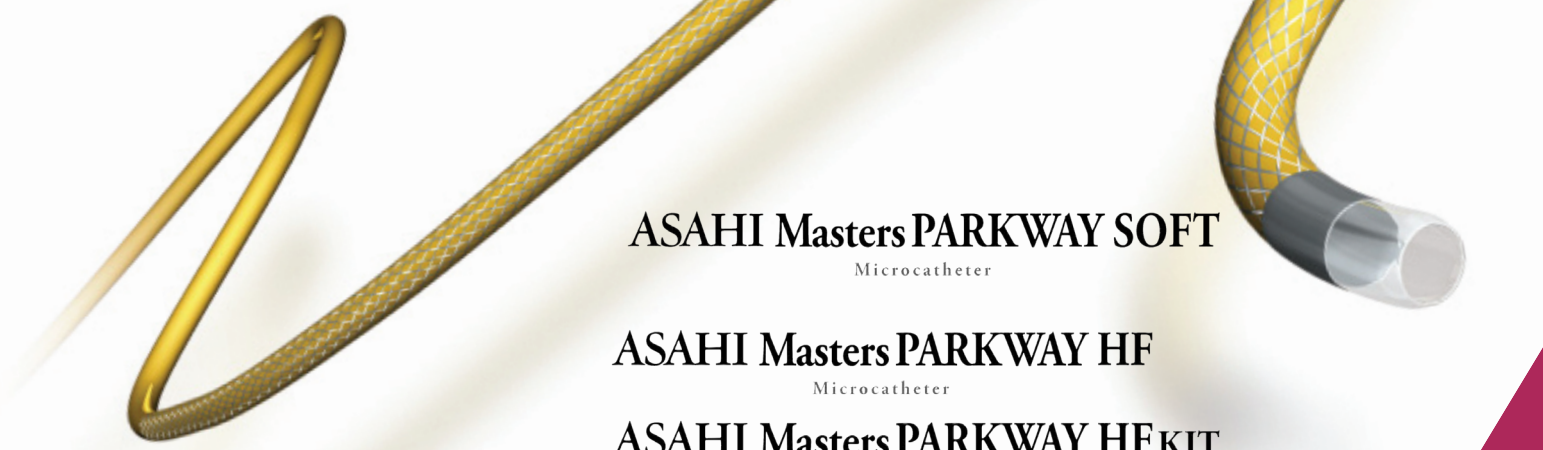 ASAHI Masters PARKWAY SOFT
Microcatheter
ASAHI Masters PARKWAY HF
Microcatheter
ASAHI Masters PARKWAY HF KIT